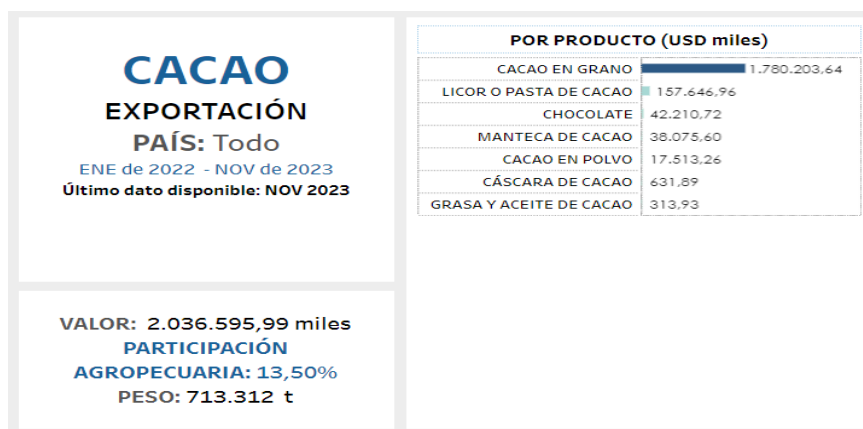 CACAO
EXPORTACIÓN
PAÍS: Todo
ENE de 2022 - NOV de 2023
Último dato disponible: NOV 2023
VALOR: 2.036.595,99 miles
PARTICIPACIÓN
AGROPECUARIA: 13,50%
PESO: 713.312 t
POR PRODUCTO (USD miles)
CACAO EN GRANO 1.780.203,64
LICOR O PASTA DE CACAO 157.646,96
CHOCOLATE 42.210,72
MANTECA DE CACAO 38.075,60
CACAO EN POLVO 17.513,26
CÁSCARA DE CACAO 631,89
GRASA Y ACEITE DE CACAO 313,93